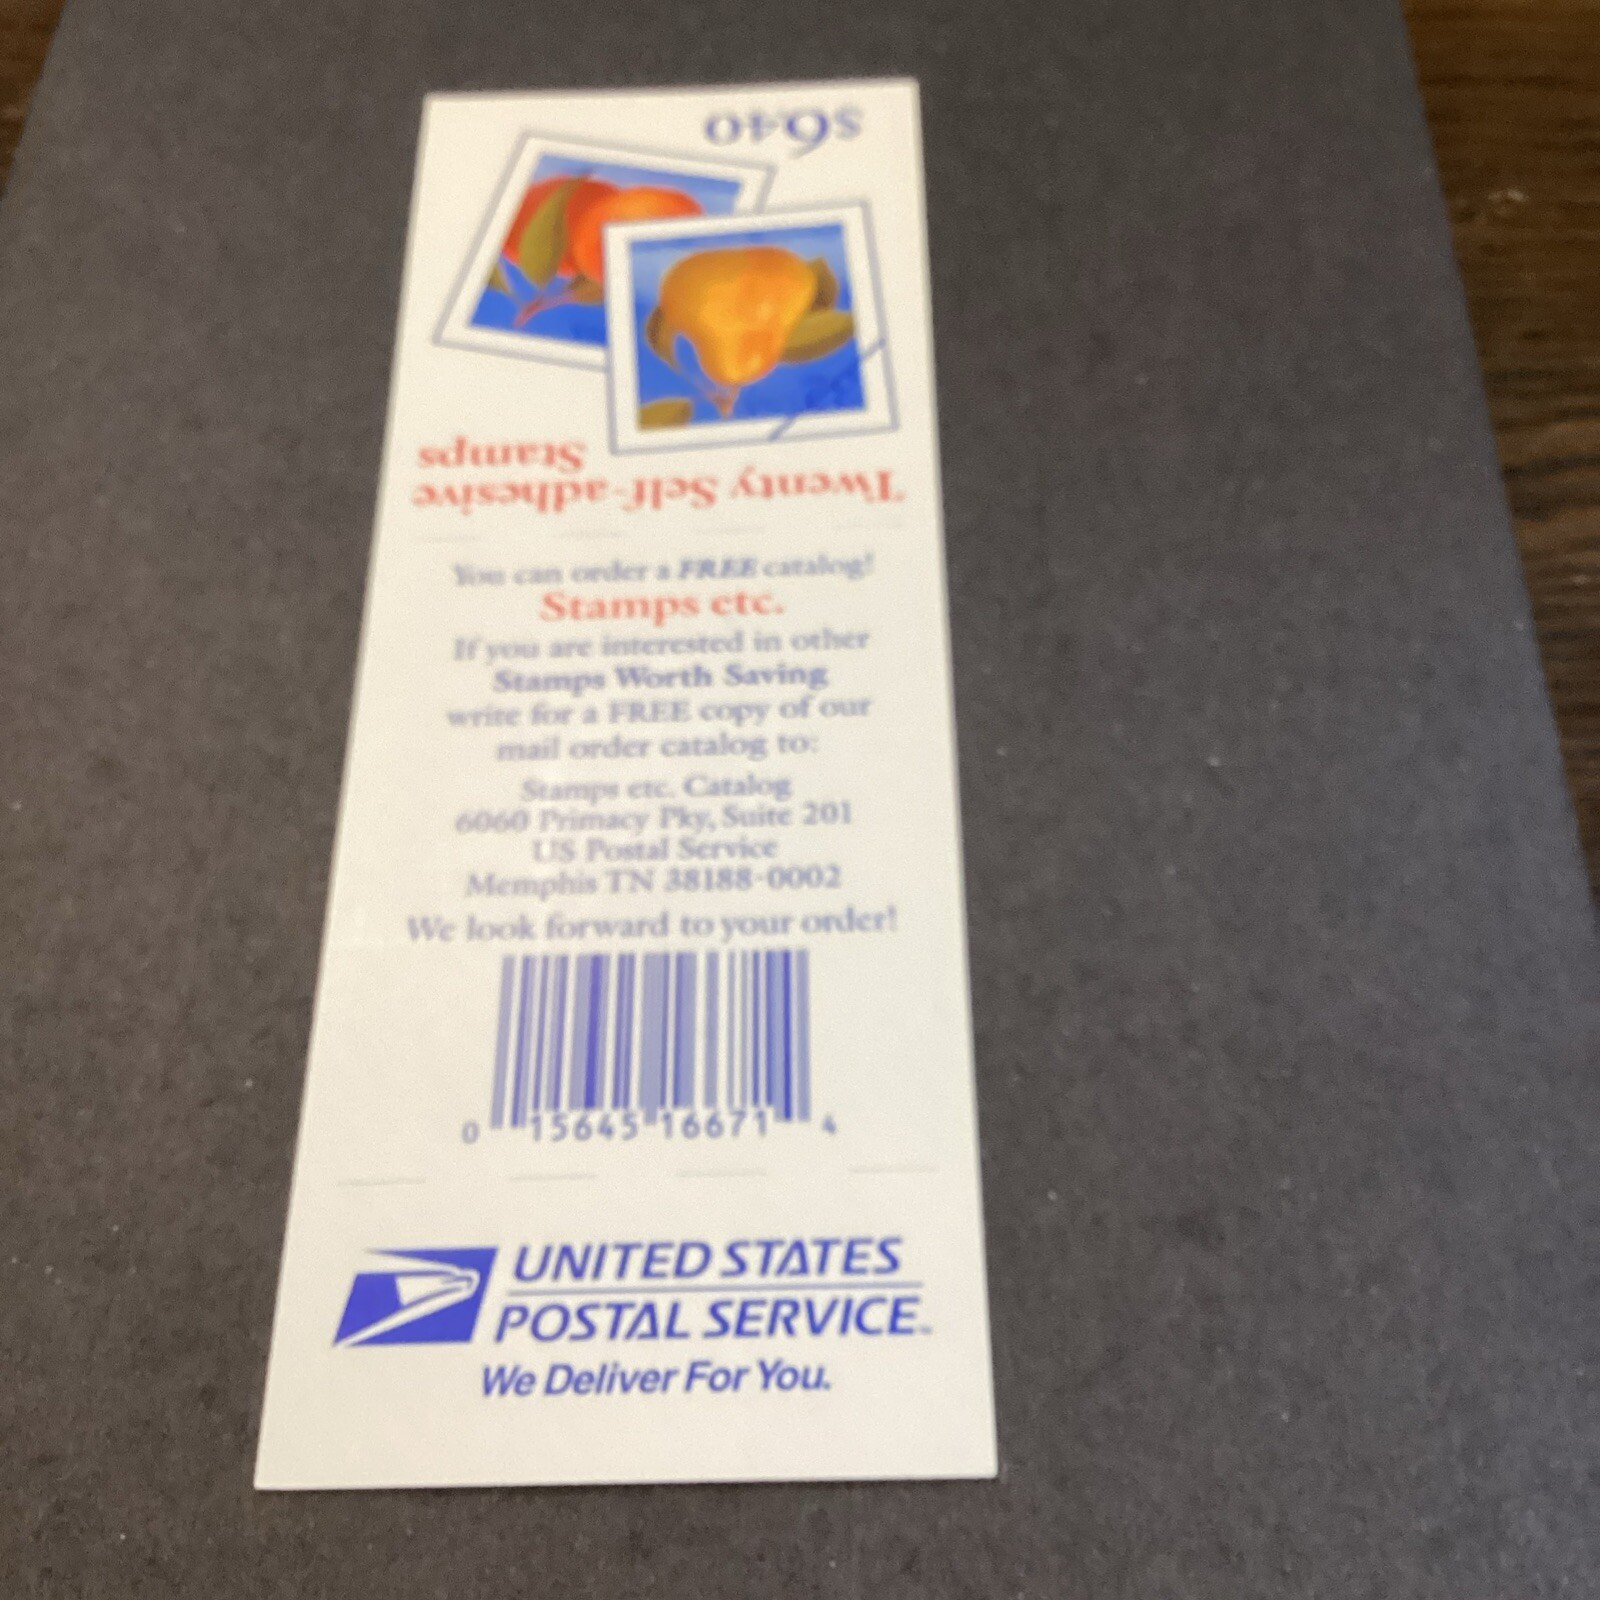 $6.40
Twenty Self-adhesive
Stamps
You can order a FREE catalog!
Stamps etc.
If you are interested in other
Stamps Worth Saving
write for a FREE copy of our
mail order catalog to:
Stamps etc. Catalog
6060 Primacy Pky, Suite 201
US Postal Service
Memphis TN 38188-0002
We look forward to your order!
0 15645 16671 4
UNITED STATES
POSTAL SERVICE™
We Deliver For You.